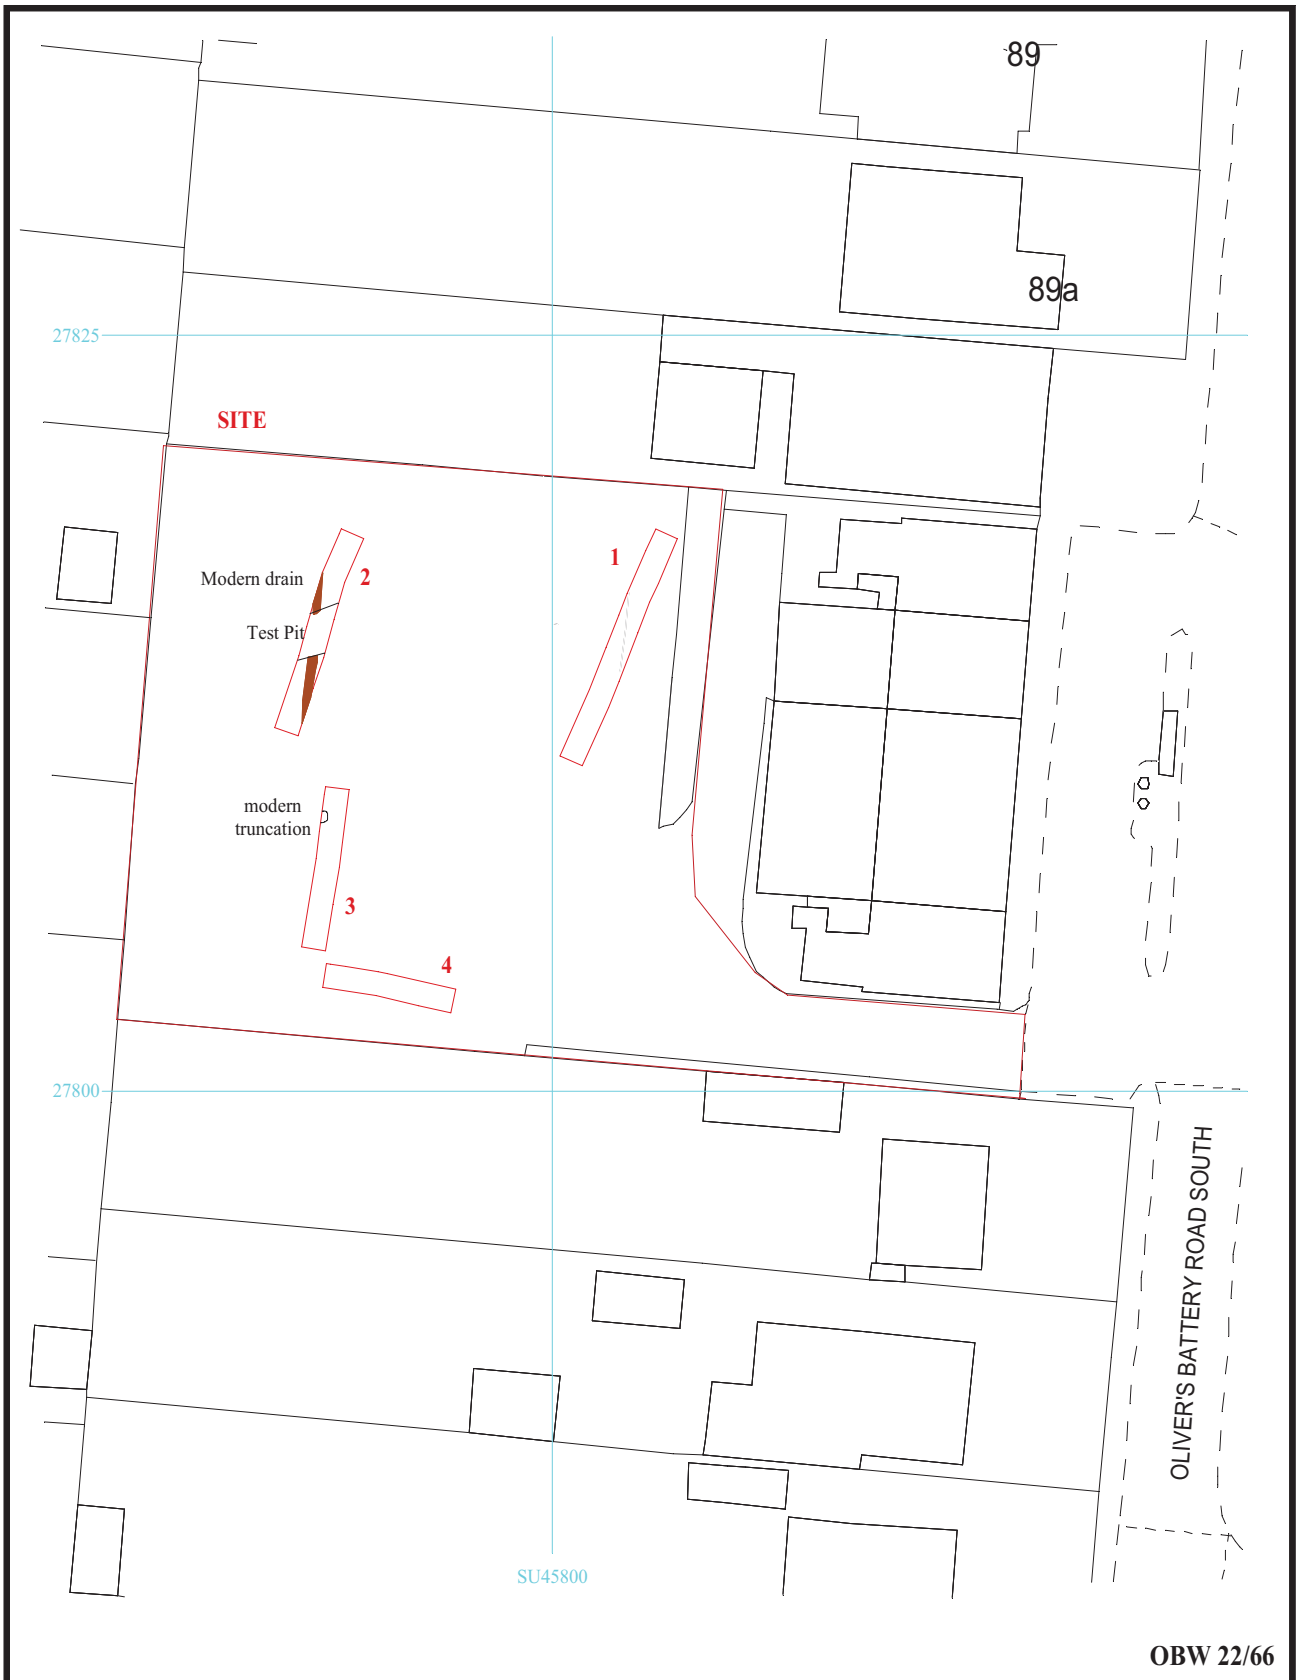 89
89a
27825
SITE
1
2
Modern drain
Test Pit
modern
truncation
3
4
27800
OLIVER'S BATTERY ROAD SOUTH
SU45800
OBW 22/66